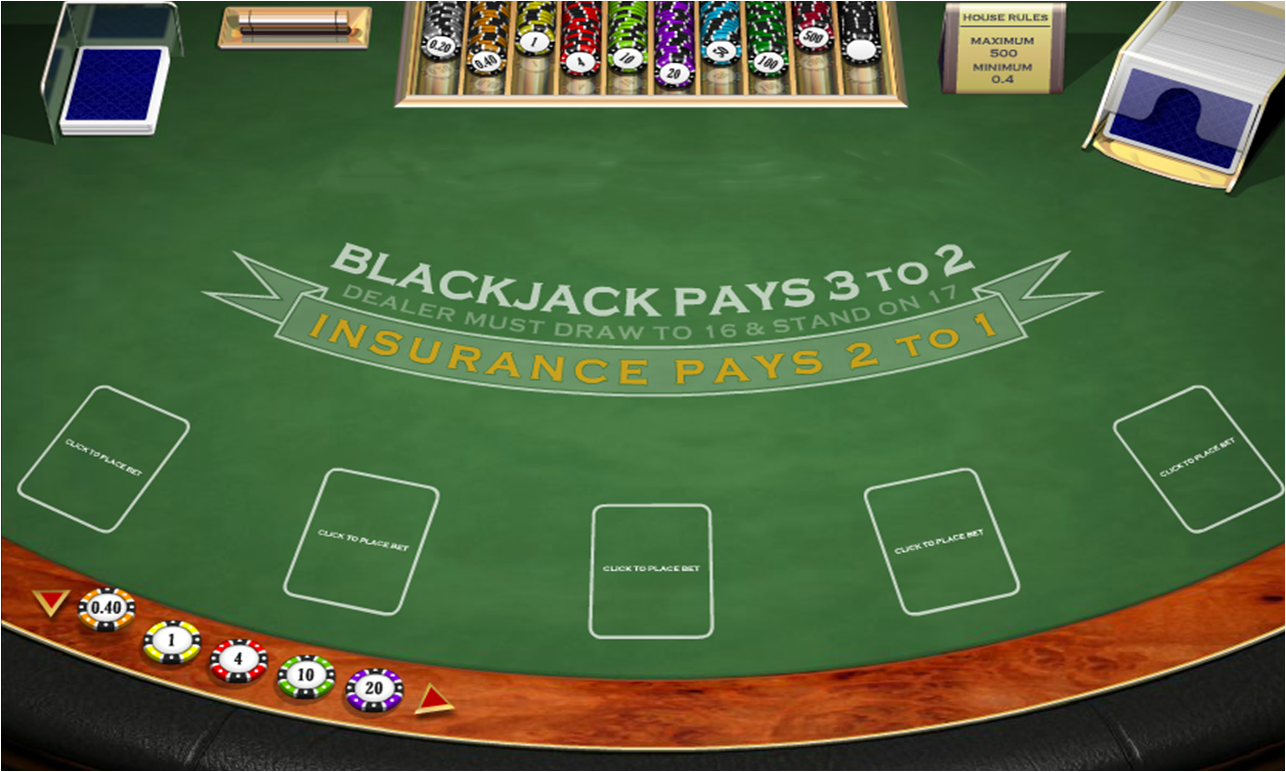 0.20
0.40
1
4
10
20
100
500
HOUSE RULES
MAXIMUM
500
MINIMUM
0.4
BLACKJACK PAYS 3 TO 2
DEALER MUST DRAW TO 16 & STAND ON 17
INSURANCE PAYS 2 TO 1
CLICK TO PLACE BET
CLICK TO PLACE BET
CLICK TO PLACE BET
CLICK TO PLACE BET
CLICK TO PLACE BET
0.40
1
4
10
20